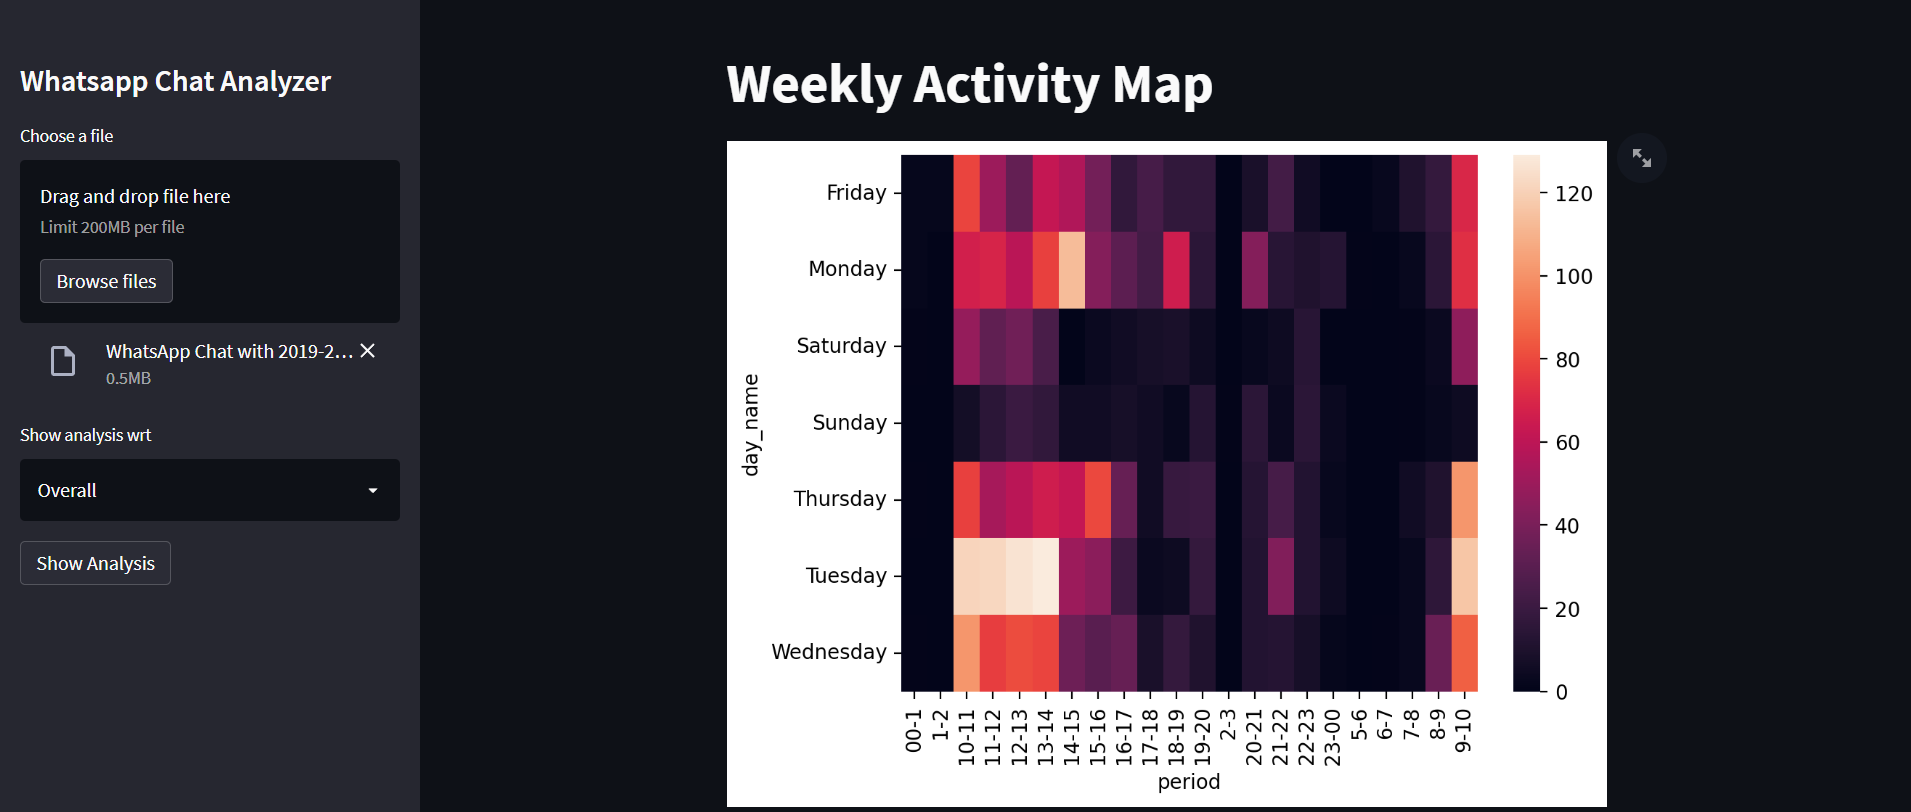 Whatsapp Chat Analyzer
Choose a file
Drag and drop file here
Limit 200MB per file
Browse files
WhatsApp Chat with 2019-2...
0.5MB
Show analysis wrt
Overall
Show Analysis
Weekly Activity Map
day_name
Friday
Monday
Saturday
Sunday
Thursday
Tuesday
Wednesday
00-1
1-2
10-11
11-12
12-13
13-14
14-15
15-16
16-17
17-18
18-19
19-20
2-3
20-21
21-22
22-23
23-00
5-6
6-7
7-8
8-9
9-10
period
120
100
80
60
40
20
0